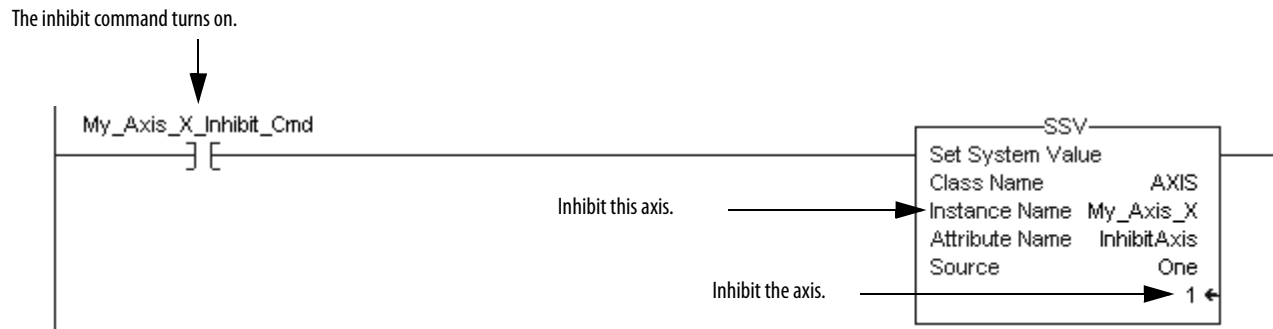 The inhibit command turns on.
My_Axis_X_Inhibit_Cmd
SSV
Set System Value
Class Name AXIS
Inhibit this axis.
Instance Name My_Axis_X
Attribute Name InhibitAxis
Source One
Inhibit the axis.
1